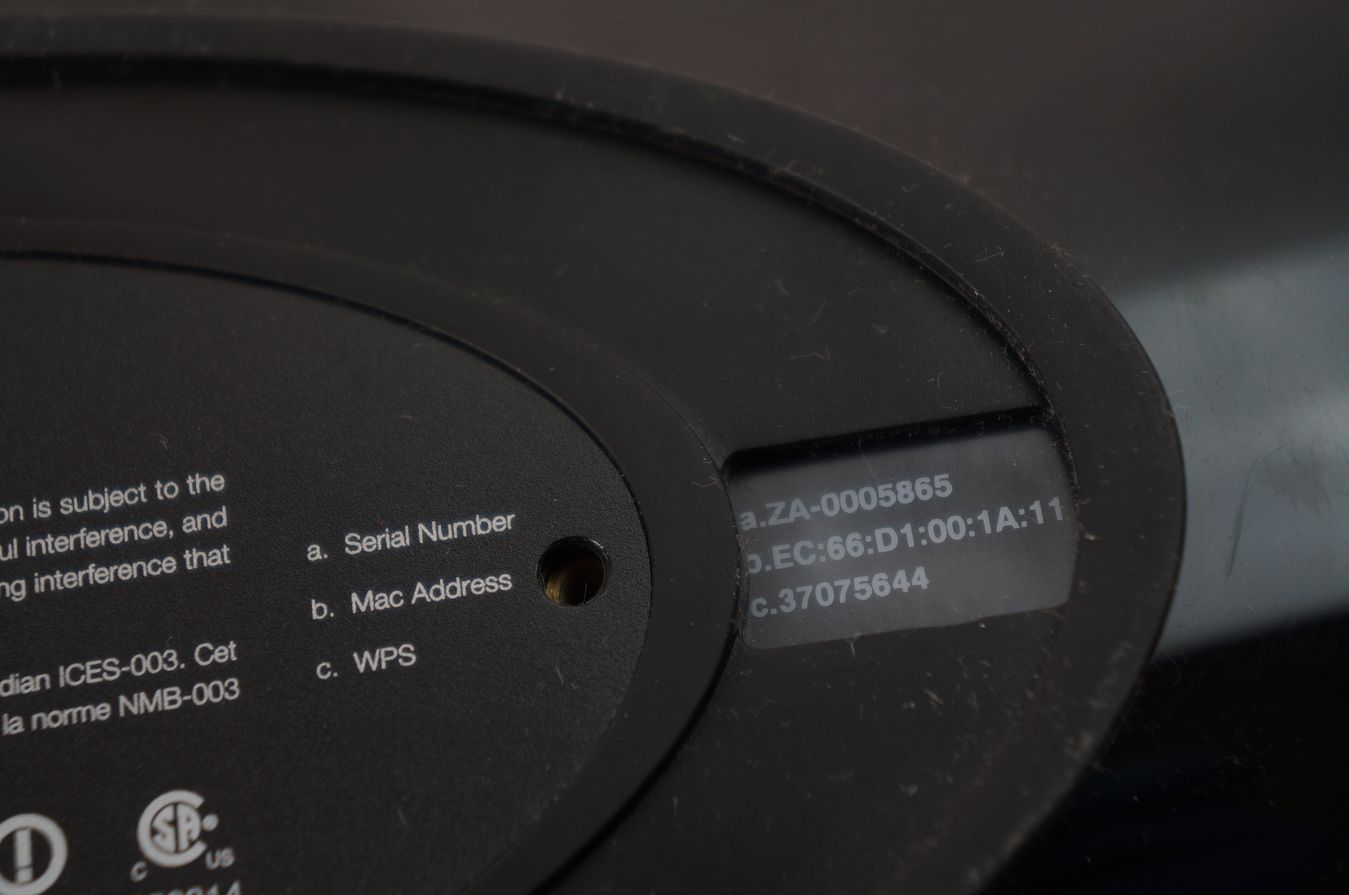 on is subject to the
ul interference, and
ng interference that
dian ICES-003. Cet
la norme NMB-003
a. Serial Number
b. Mac Address
c. WPS
a.ZA-0005865
b.EC:66:D1:00:1A:11
c.37075644
SA
C US